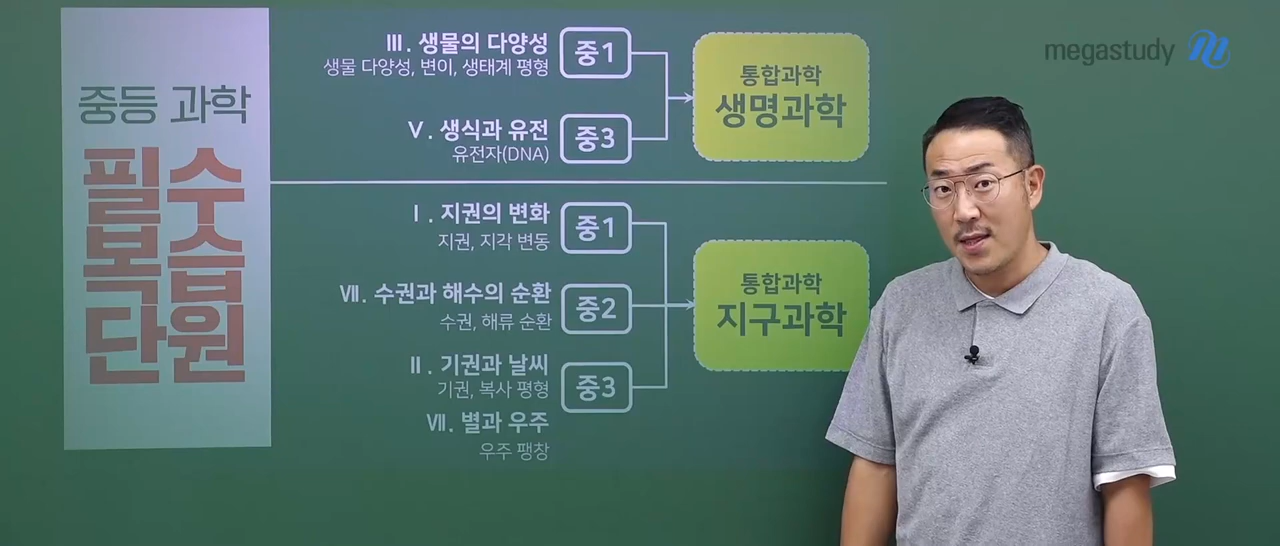 중등 과학
필수
복습
단원
Ⅲ. 생물의 다양성
생물 다양성, 변이, 생태계 평형
중1
Ⅴ. 생식과 유전
유전자(DNA)
중3
통합과학
생명과학
Ⅰ. 지권의 변화
지권, 지각 변동
중1
Ⅶ. 수권과 해수의 순환
수권, 해류 순환
중2
Ⅱ. 기권과 날씨
기권, 복사 평형
중3
Ⅶ. 별과 우주
우주 팽창
통합과학
지구과학
megastudy